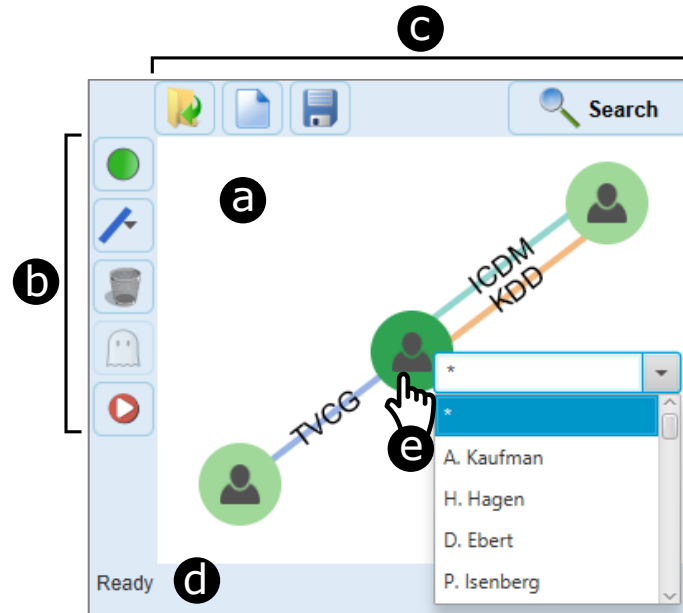 c
Search
a
b
ICDM
KDD
*
*
TVCG
e
A. Kaufman
H. Hagen
D. Ebert
P. Isenberg
Ready
d